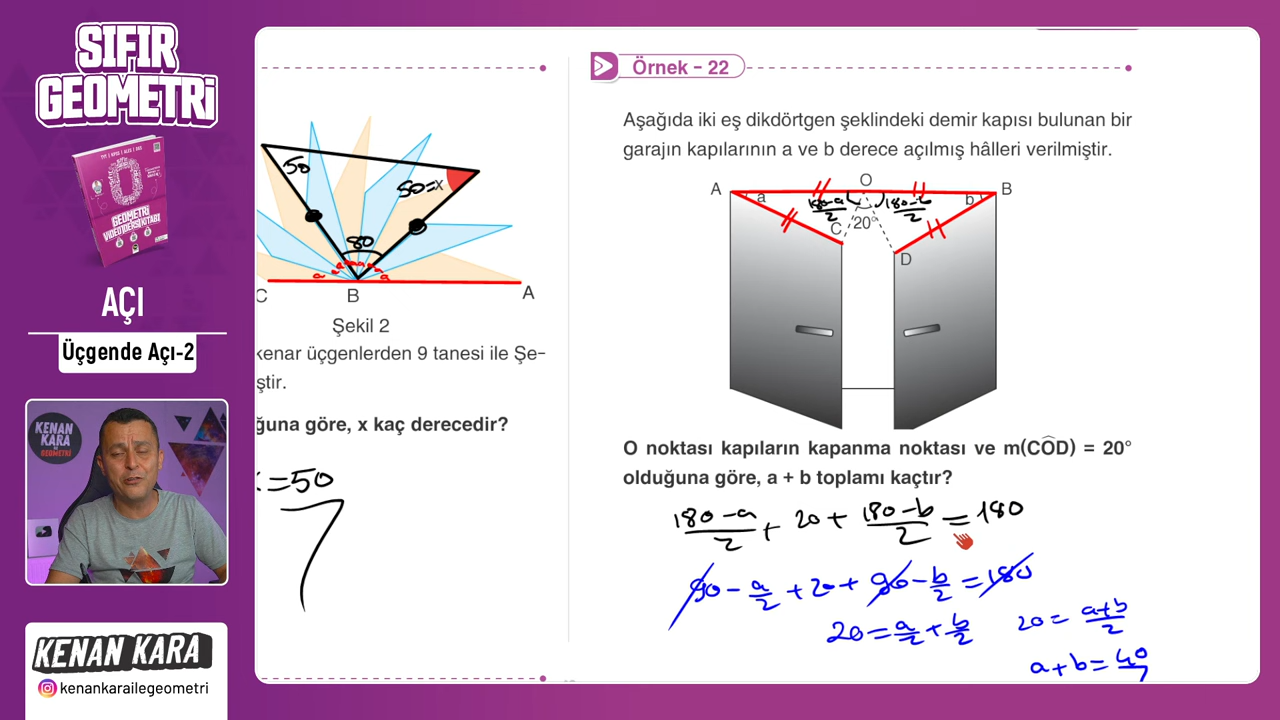 SIFIR
GEOMETRİ
GEOMETRİ
VİDEO DERS KİTABI
AÇI
Üçgende Açı-2
KENAN
KARA
GEOMETRİ
KENAN KARA
kenankarailegeometri
50
50=x
80
a a a a a a
C B A
Şekil 2
kenar üçgenlerden 9 tanesi ile Şe-
ştir.
ğuna göre, x kaç derecedir?
x=50
Örnek - 22
Aşağıda iki eş dikdörtgen şeklindeki demir kapısı bulunan bir
garajın kapılarının a ve b derece açılmış hâlleri verilmiştir.
A O B
a 180-a/2 180-b/2 b
C 20°
D
O noktası kapıların kapanma noktası ve m(COD) = 20°
olduğuna göre, a + b toplamı kaçtır?
180-a/2 + 20 + 180-b/2 = 180
90 - a/2 + 20 + 90 - b/2 = 180
20 = a/2 + b/2
20 = a+b/2
a+b = 40